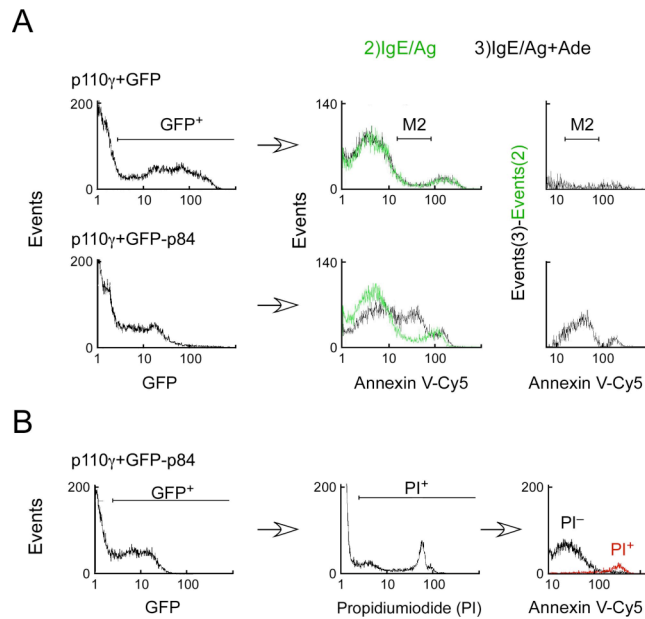 A
2)IgE/Ag 3)IgE/Ag+Ade
p110γ+GFP
200
GFP⁺
0
1 10 100
Events
140
M2
0
1 10 100
Events
M2
10 100
Events(3)-Events(2)
p110γ+GFP-p84
200
0
1 10 100
GFP
140
0
1 10 100
Annexin V-Cy5
10 100
Annexin V-Cy5
B
p110γ+GFP-p84
200
GFP⁺
Events
0
1 10 100
GFP
200
PI⁺
0
1 10 100
Propidiumiodide (PI)
200
PI⁻
PI⁺
0
10 100
Annexin V-Cy5